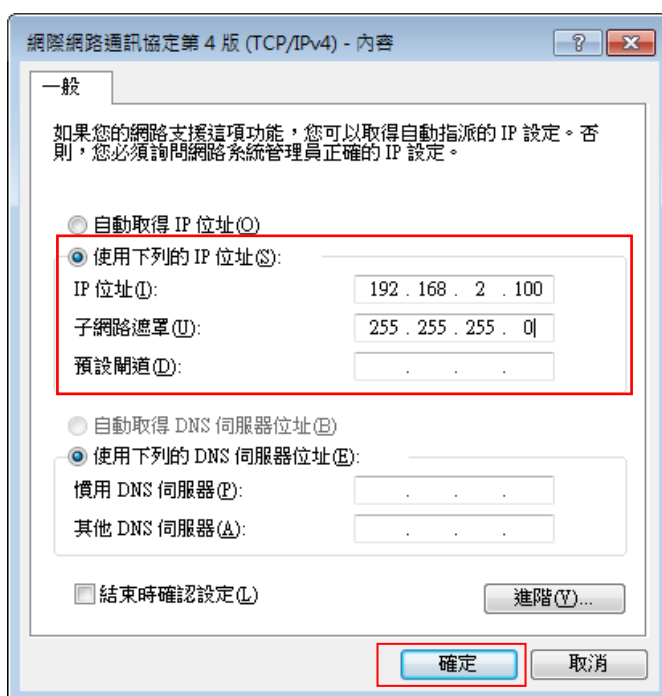 網際網路通訊協定第 4 版 (TCP/IPv4) - 內容
一般
如果您的網路支援這項功能，您可以取得自動指派的 IP 設定。否
則，您必須詢問網路系統管理員正確的 IP 設定。
自動取得 IP 位址(O)
使用下列的 IP 位址(S):
IP 位址(I): 192 . 168 . 2 . 100
子網路遮罩(U): 255 . 255 . 255 . 0
預設閘道(D): . . .
自動取得 DNS 伺服器位址(B)
使用下列的 DNS 伺服器位址(E):
慣用 DNS 伺服器(P): . . .
其他 DNS 伺服器(A): . . .
結束時確認設定(L)
進階(V)...
確定 取消